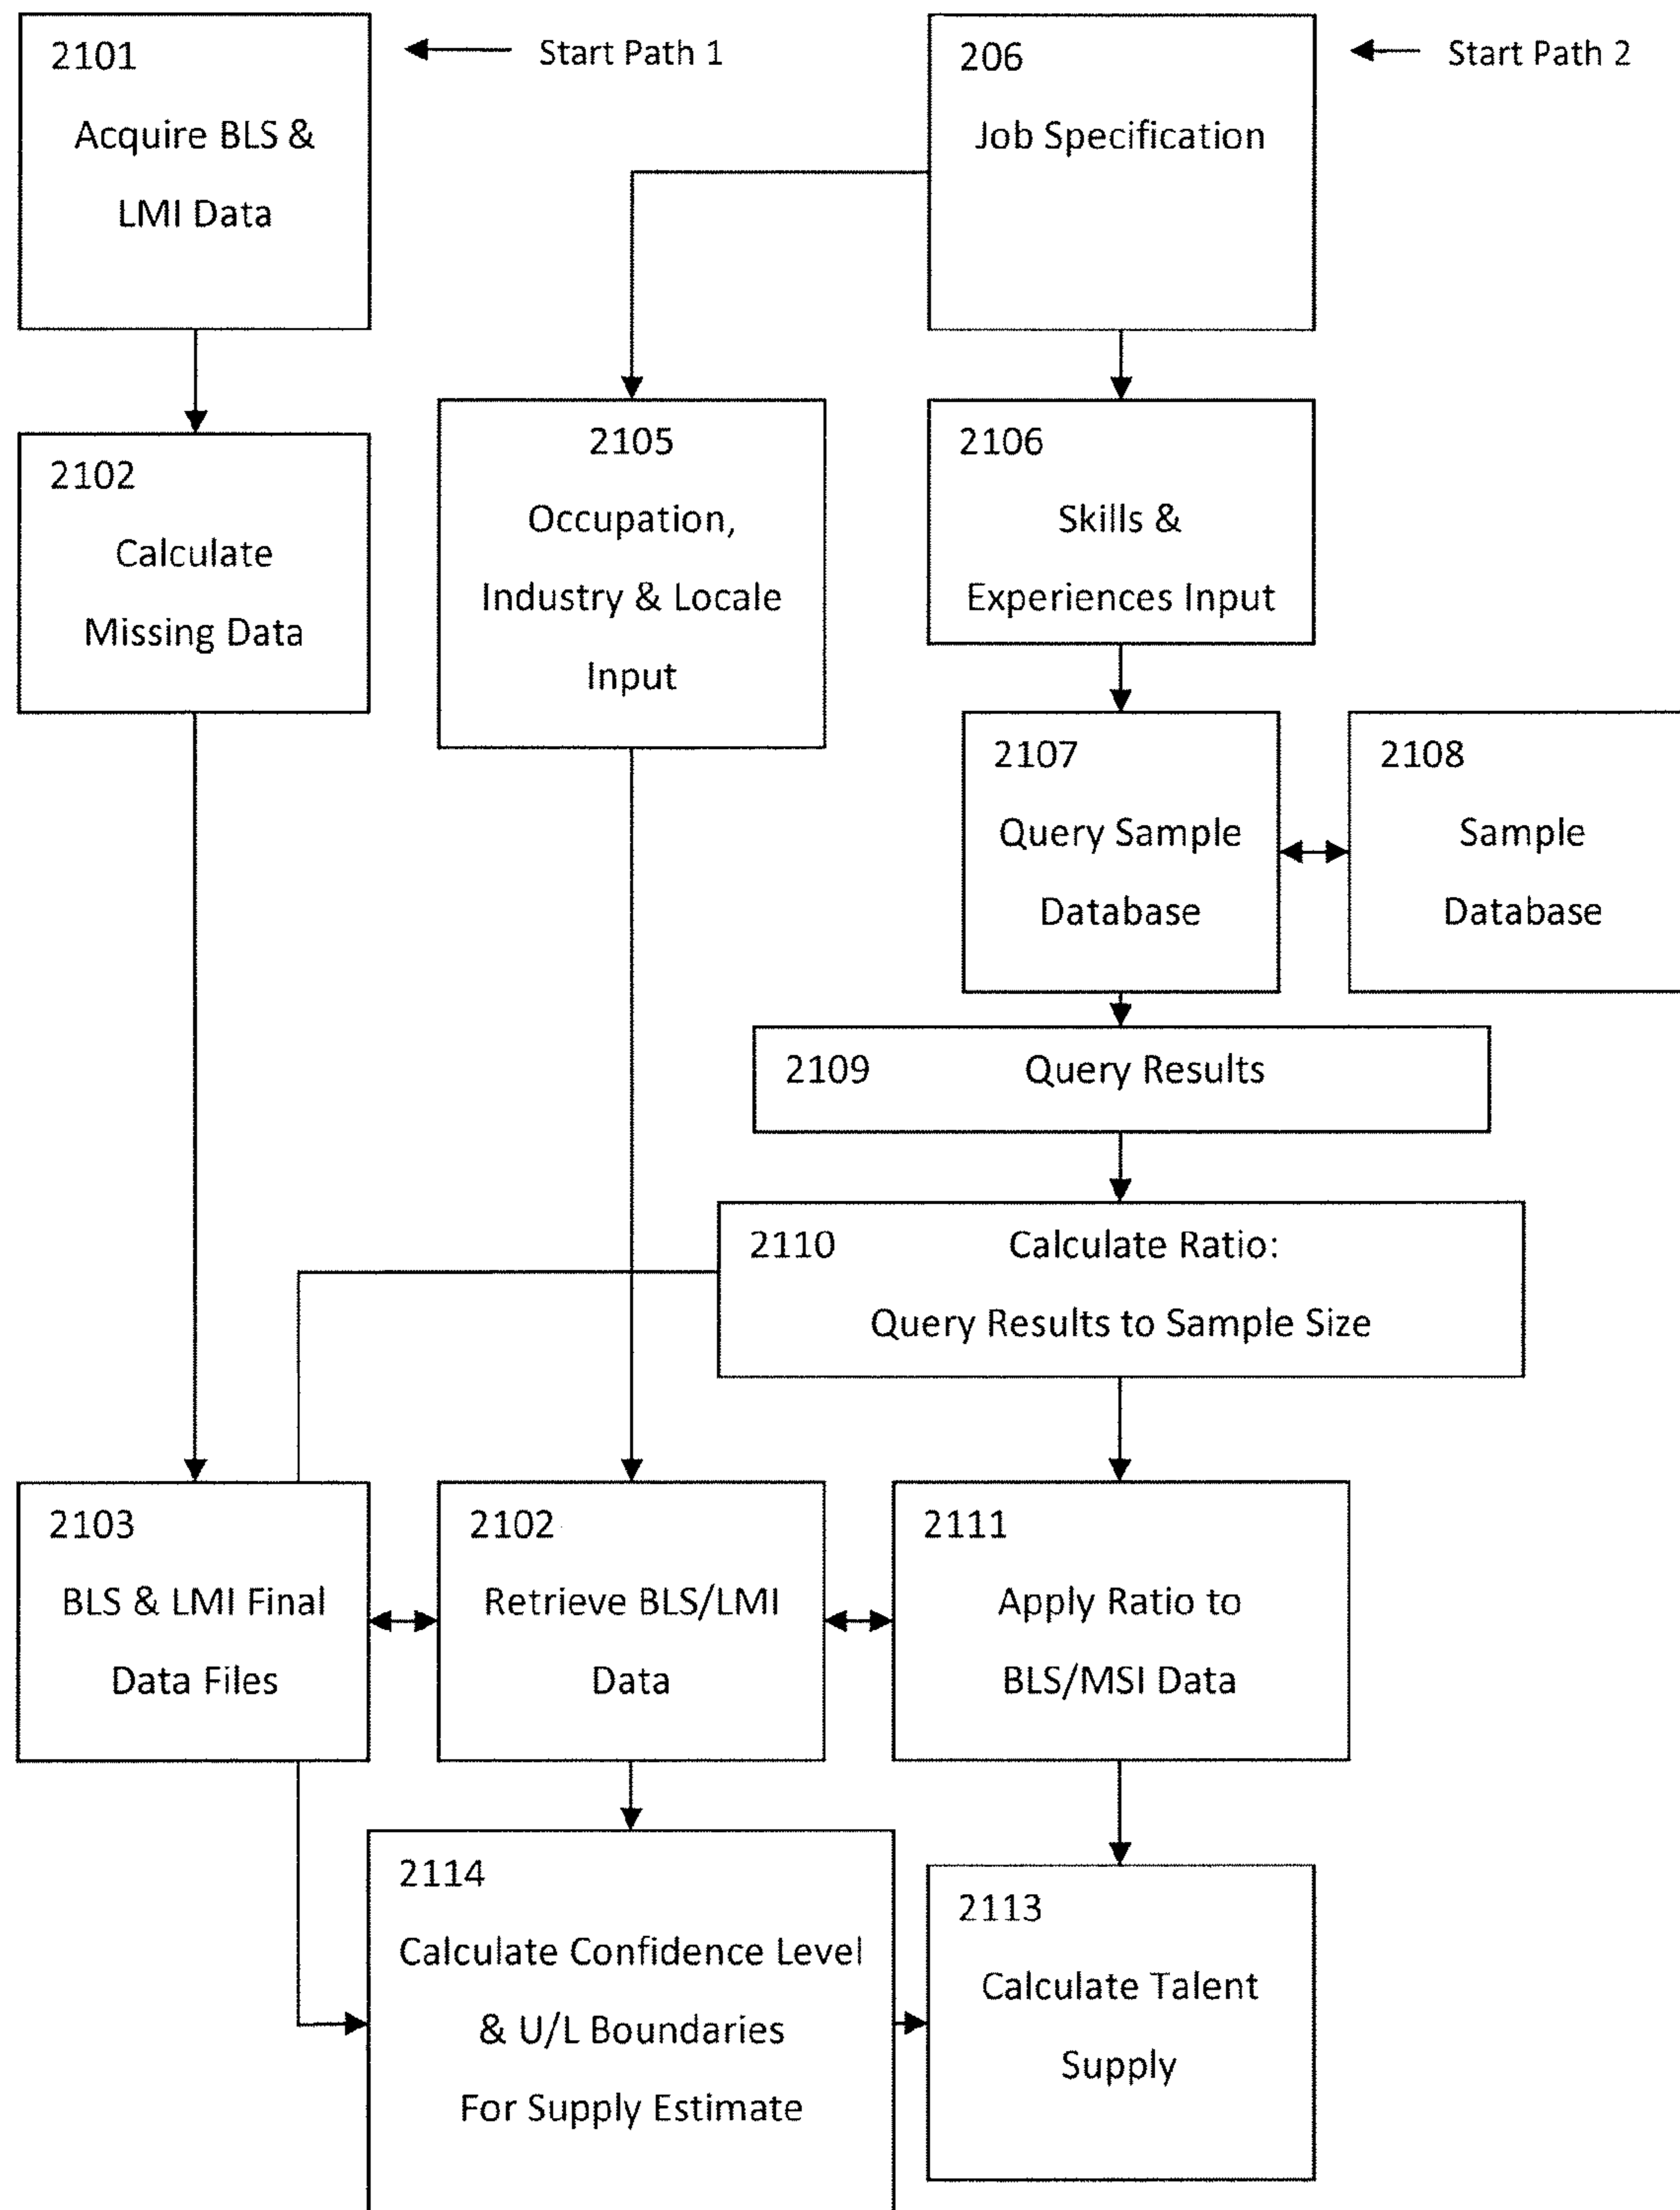 2101
Acquire BLS &
LMI Data
Start Path 1
206
Job Specification
Start Path 2
2102
Calculate
Missing Data
2105
Occupation,
Industry & Locale
Input
2106
Skills &
Experiences Input
2107
Query Sample
Database
2108
Sample
Database
2109 Query Results
2110 Calculate Ratio:
Query Results to Sample Size
2103
BLS & LMI Final
Data Files
2102
Retrieve BLS/LMI
Data
2111
Apply Ratio to
BLS/MSI Data
2114
Calculate Confidence Level
& U/L Boundaries
For Supply Estimate
2113
Calculate Talent
Supply